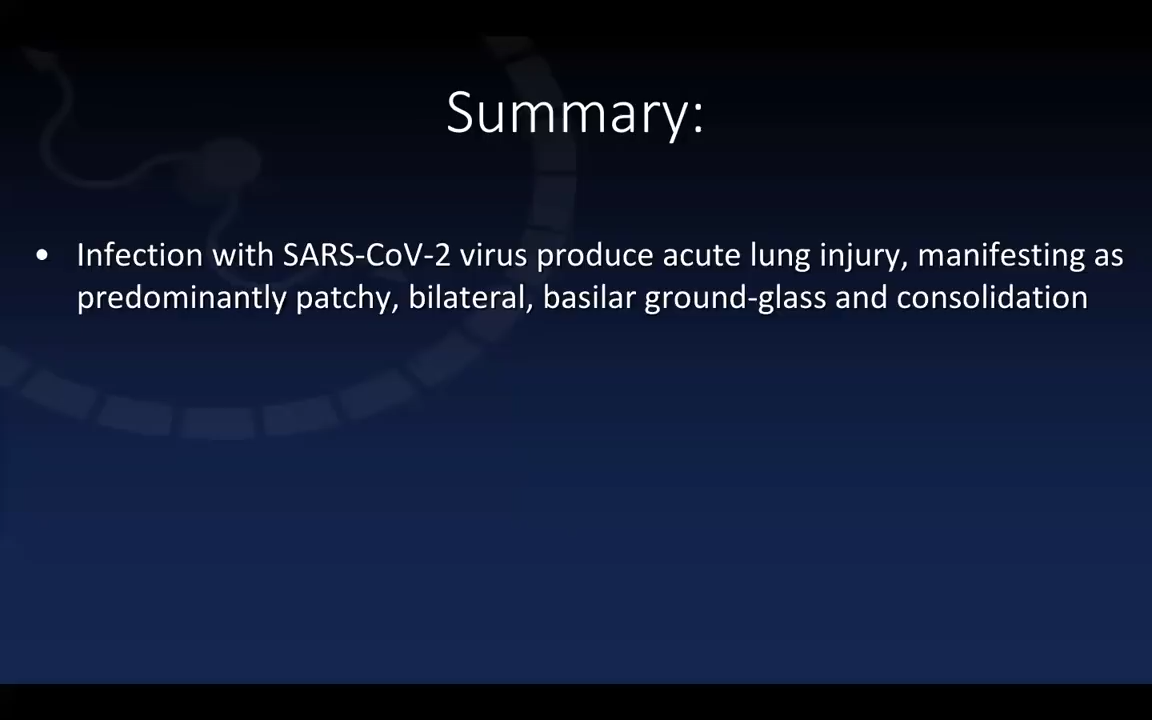 Summary:
• Infection with SARS-CoV-2 virus produce acute lung injury, manifesting as
predominantly patchy, bilateral, basilar ground-glass and consolidation